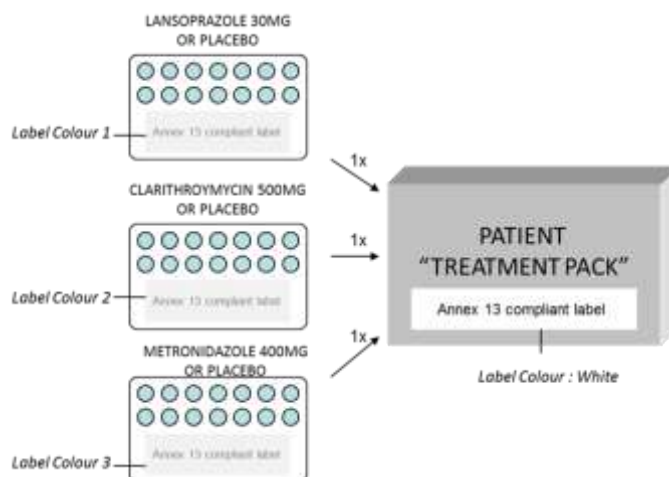 LANSOPRAZOLE 30MG
OR PLACEBO
Annex 13 compliant label
Label Colour 1
1x
CLARITHROYMYCIN 500MG
OR PLACEBO
Annex 13 compliant label
Label Colour 2
1x
METRONIDAZOLE 400MG
OR PLACEBO
Annex 13 compliant label
Label Colour 3
1x
PATIENT
“TREATMENT PACK”
Annex 13 compliant label
Label Colour : White